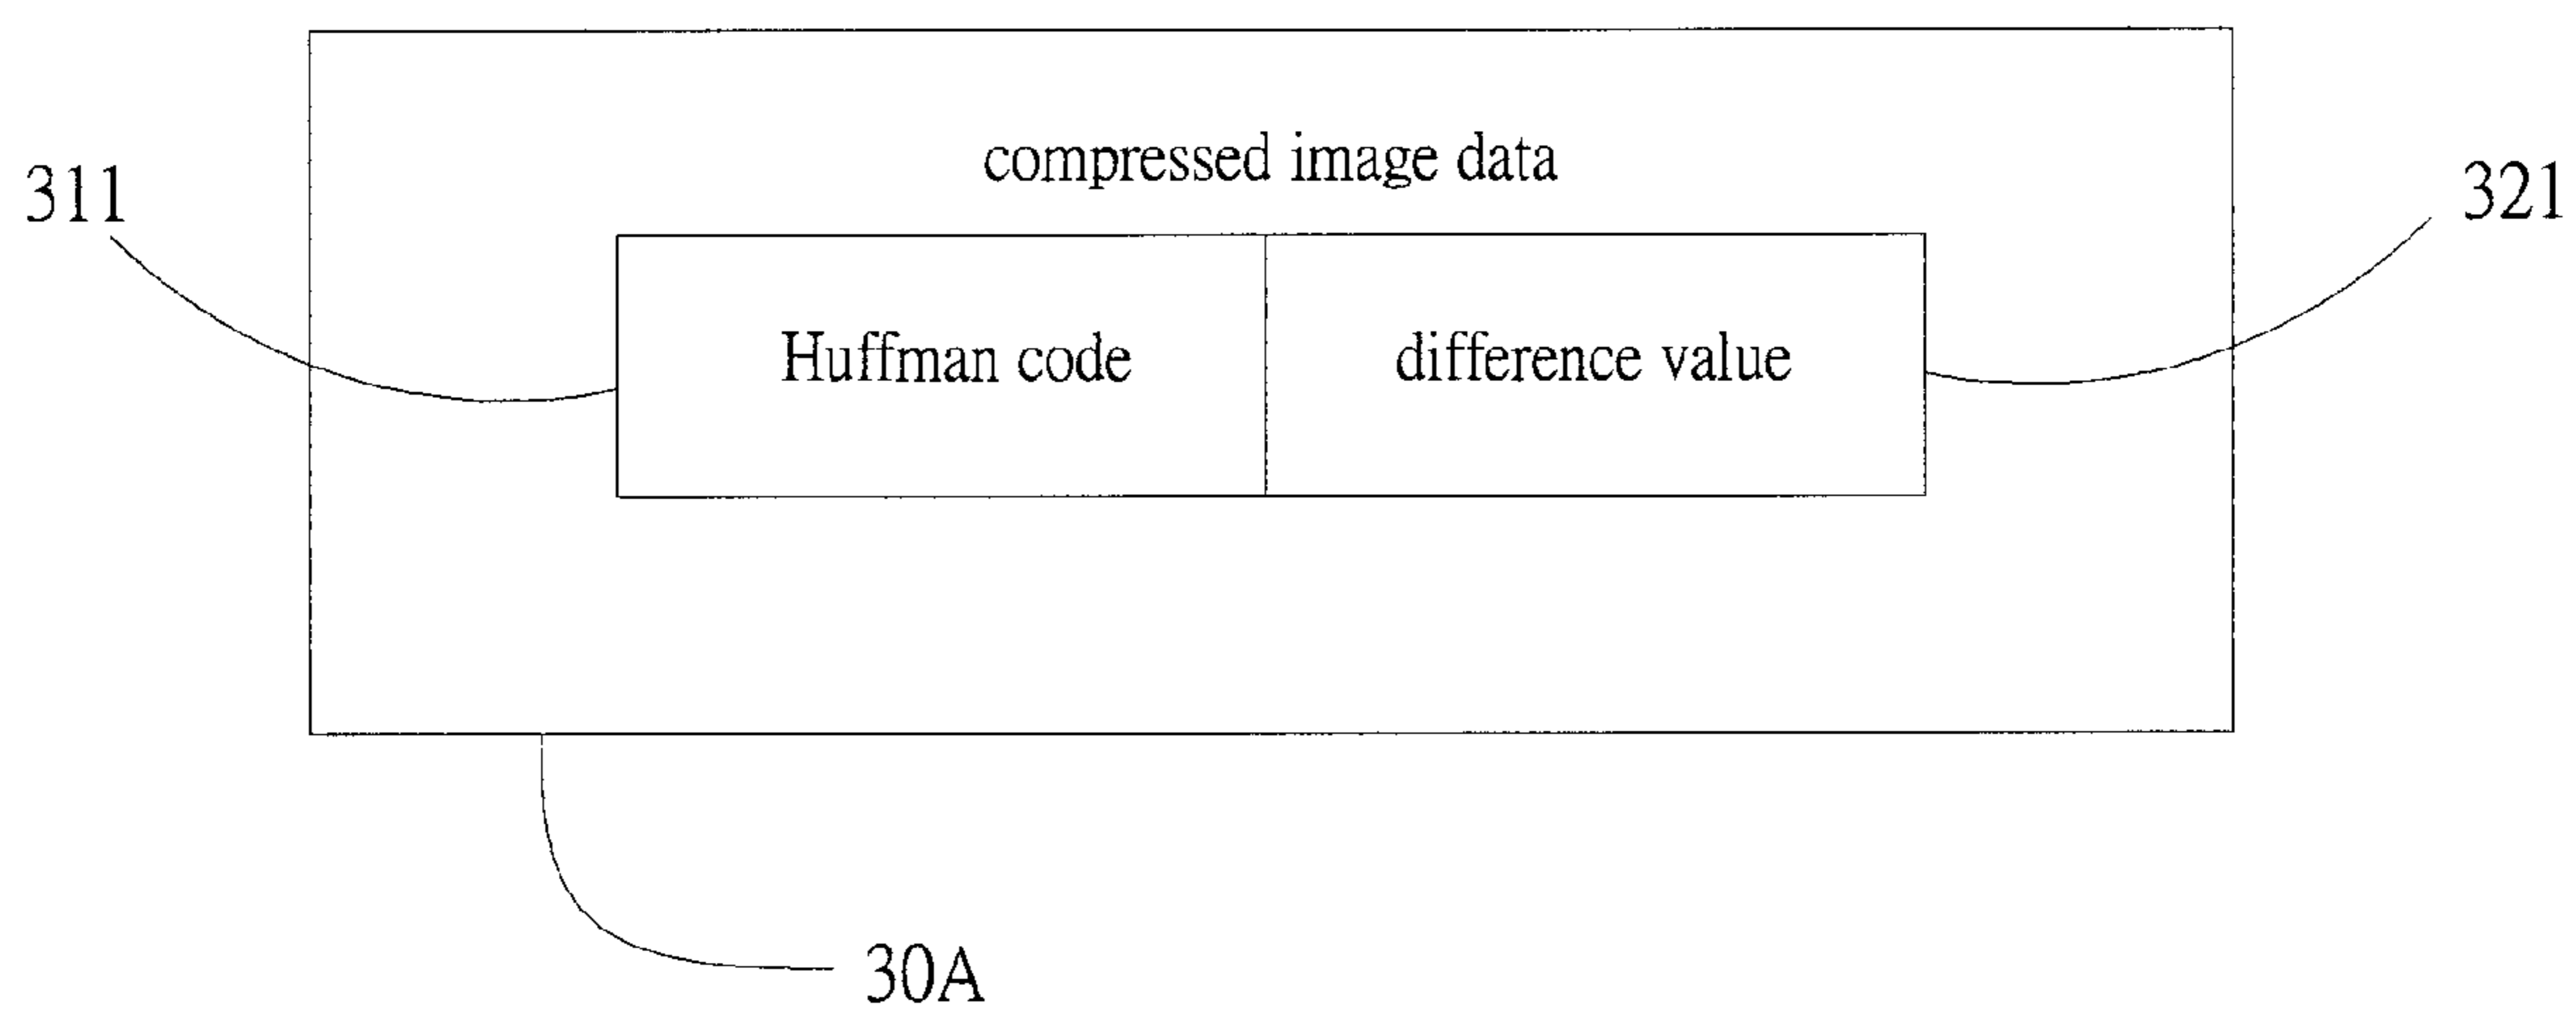 compressed image data
311
321
Huffman code
difference value
30A